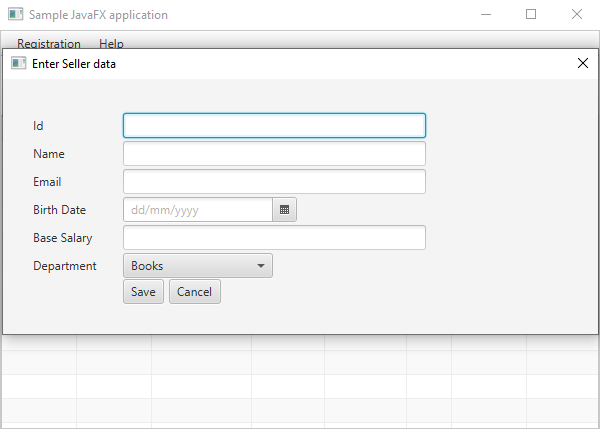 Sample JavaFX application
Registration Help
Enter Seller data
Id
Name
Email
Birth Date dd/mm/yyyy
Base Salary
Department Books
Save Cancel